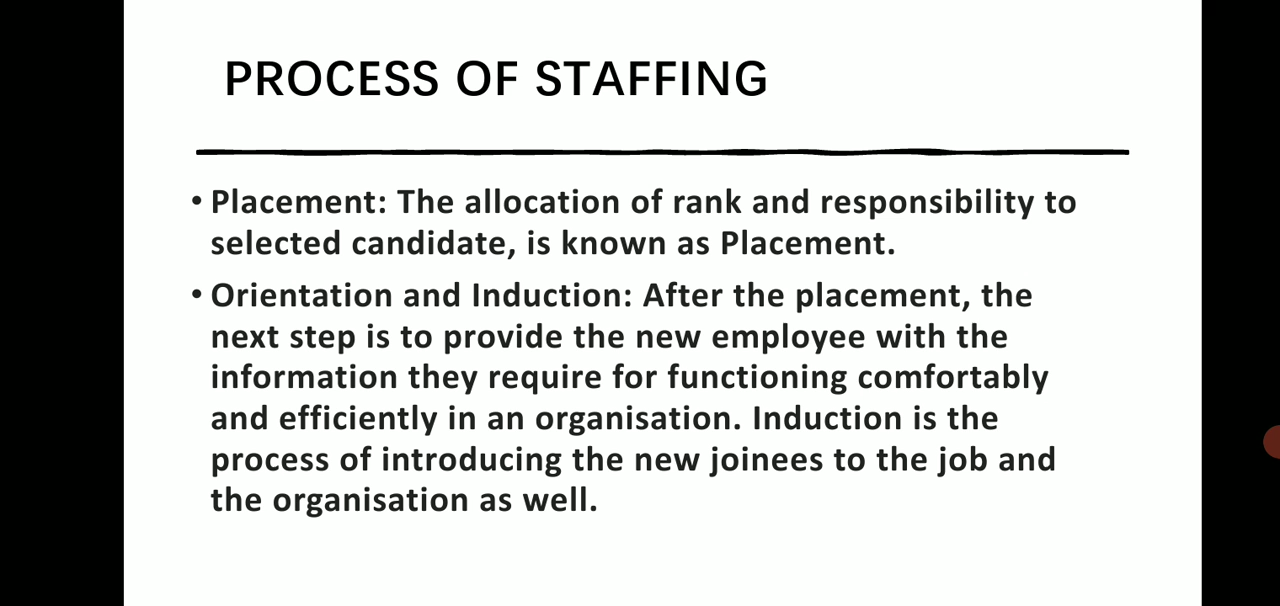 PROCESS OF STAFFING
• Placement: The allocation of rank and responsibility to
selected candidate, is known as Placement.
• Orientation and Induction: After the placement, the
next step is to provide the new employee with the
information they require for functioning comfortably
and efficiently in an organisation. Induction is the
process of introducing the new joinees to the job and
the organisation as well.